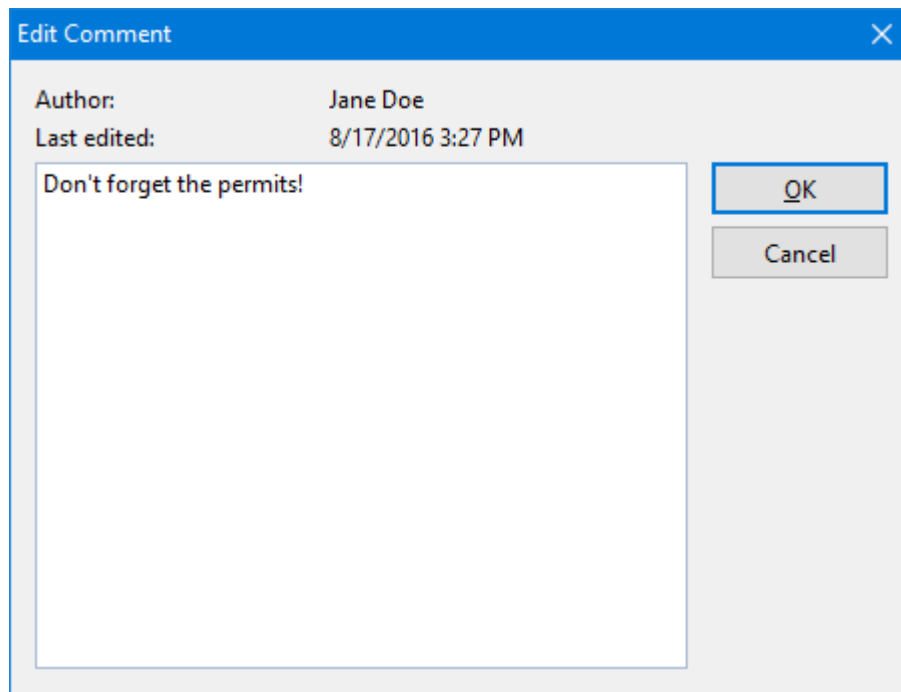 Edit Comment
Author: Jane Doe
Last edited: 8/17/2016 3:27 PM
Don't forget the permits!
OK
Cancel